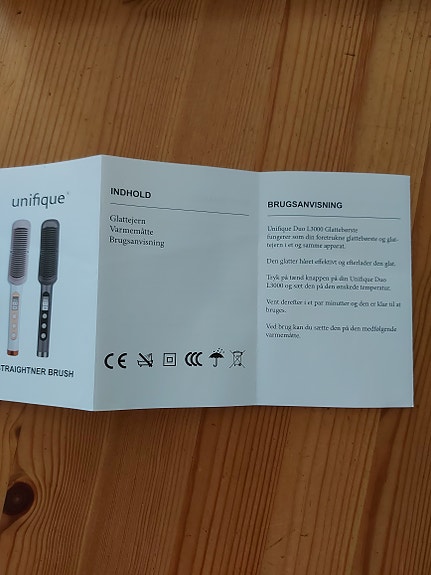 unifique®
STRAIGHTNER BRUSH
INDHOLD
Glattejern
Varmemåtte
Brugsanvisning
CE
CCC
BRUGSANVISNING
Unifique Duo L3000 Glattebørste
fungerer som din foretrukne glattebørste og glat-
tejern i et og samme apparat.
Den glatter håret effektivt og efterlader den glat.
Tryk på tænd knappen på din Unifique Duo
L3000 og sæt den på den ønskede temperatur.
Vent derefter i et par minutter og den er klar til at
bruges.
Ved brug kan du sætte den på den medfølgende
varmemåtte.